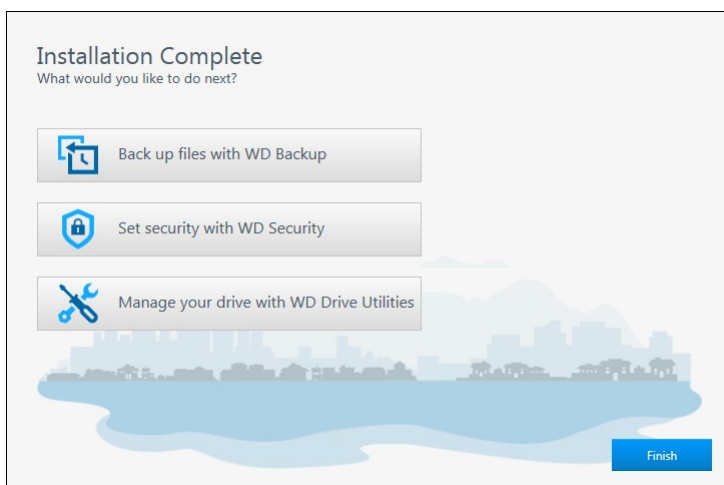 Installation Complete
What would you like to do next?
Back up files with WD Backup
Set security with WD Security
Manage your drive with WD Drive Utilities
Finish